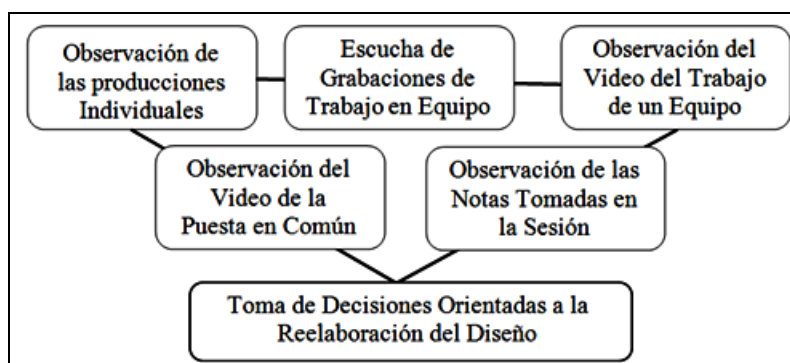 Observación de
las producciones
Individuales
Escucha de
Grabaciones de
Trabajo en Equipo
Observación del
Video del Trabajo
de un Equipo
Observación del
Video de la
Puesta en Común
Observación de las
Notas Tomadas en
la Sesión
Toma de Decisiones Orientadas a la
Reelaboración del Diseño